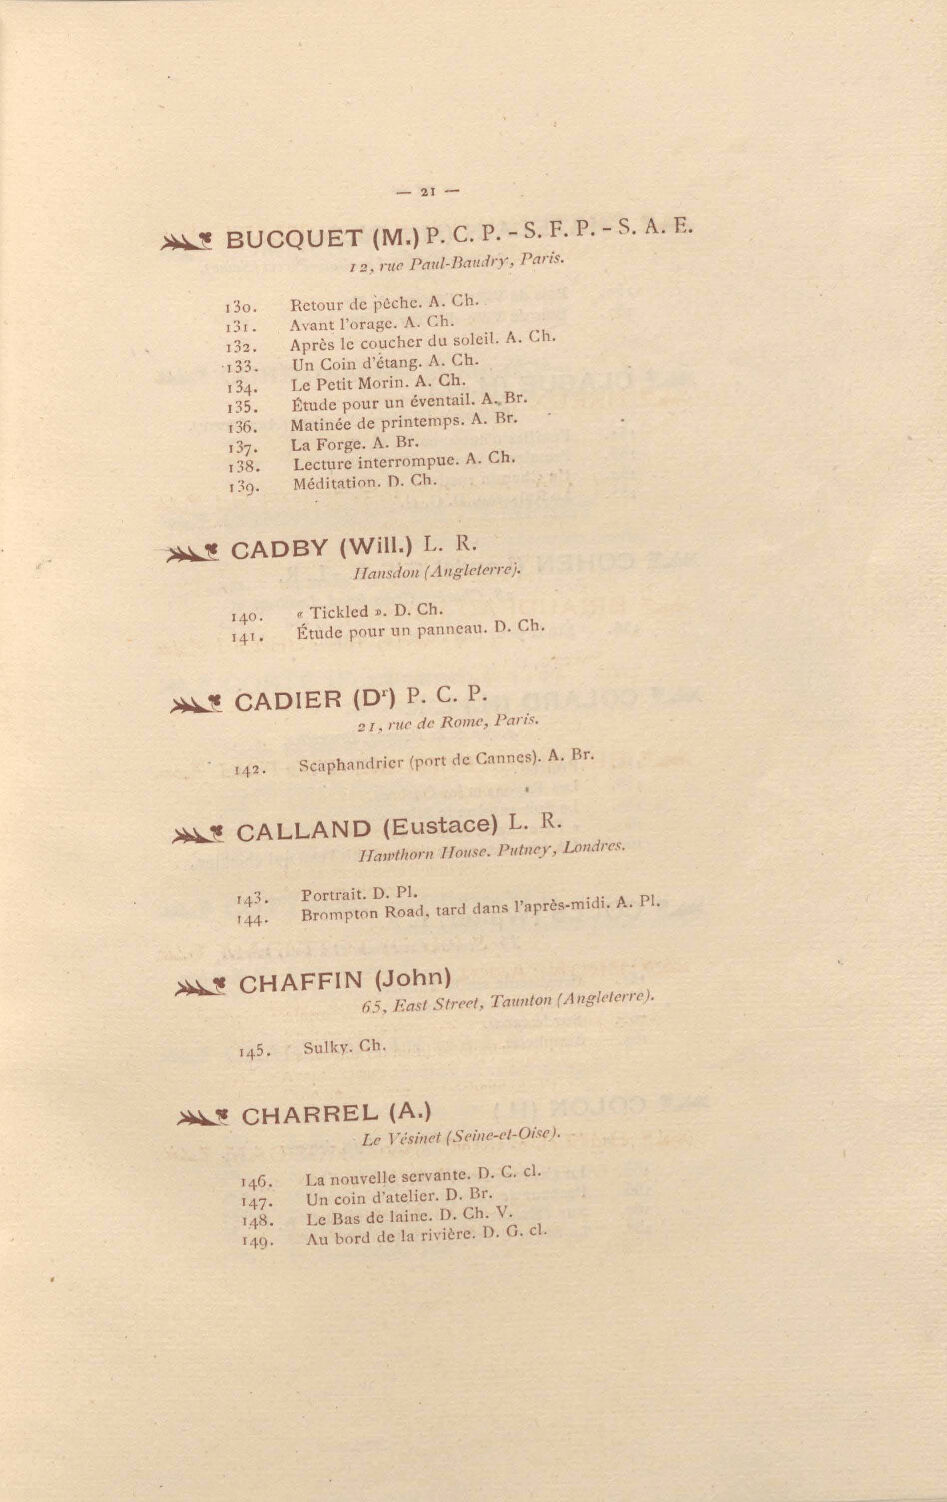 — 21 —
BUCQUET (M.) P. C. P. - S. F. P. - S. A. E.
12, rue Paul-Baudry, Paris.
130. Retour de pêche. A. Ch.
131. Avant l'orage. A. Ch.
132. Après le coucher du soleil. A. Ch.
133. Un Coin d'étang. A. Ch.
134. Le Petit Morin. A. Ch.
135. Étude pour un éventail. A. Br.
136. Matinée de printemps. A. Br.
137. La Forge. A. Br.
138. Lecture interrompue. A. Ch.
139. Méditation. D. Ch.
CADBY (Will.) L. R.
Hansdon (Angleterre).
140. « Tickled ». D. Ch.
141. Étude pour un panneau. D. Ch.
CADIER (Dr) P. C. P.
21, rue de Rome, Paris.
142. Scaphandrier (port de Cannes). A. Br.
CALLAND (Eustace) L. R.
Hawthorn House. Putney, Londres.
143. Portrait. D. Pl.
144. Brompton Road, tard dans l'après-midi. A. Pl.
CHAFFIN (John)
65, East Street, Taunton (Angleterre).
145. Sulky. Ch.
CHARREL (A.)
Le Vésinet (Seine-et-Oise).
146. La nouvelle servante. D. C. cl.
147. Un coin d'atelier. D. Br.
148. Le Bas de laine. D. Ch. V.
149. Au bord de la rivière. D. G. cl.